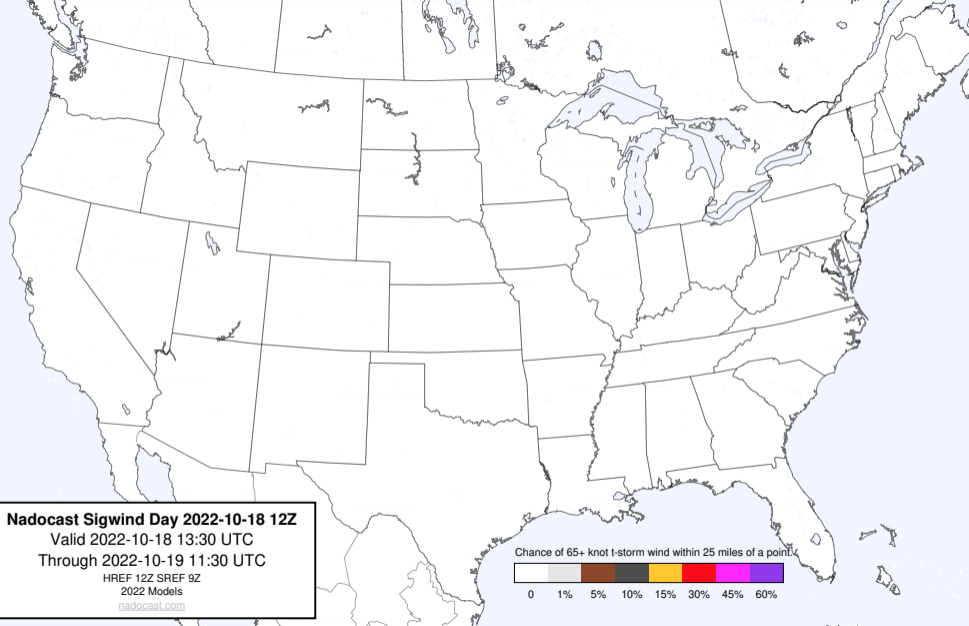 Nadocast Sigwind Day 2022-10-18 12Z
Valid 2022-10-18 13:30 UTC
Through 2022-10-19 11:30 UTC
HREF 12Z SREF 9Z
2022 Models
nadocast.com
Chance of 65+ knot t-storm wind within 25 miles of a point.
0 1% 5% 10% 15% 30% 45% 60%